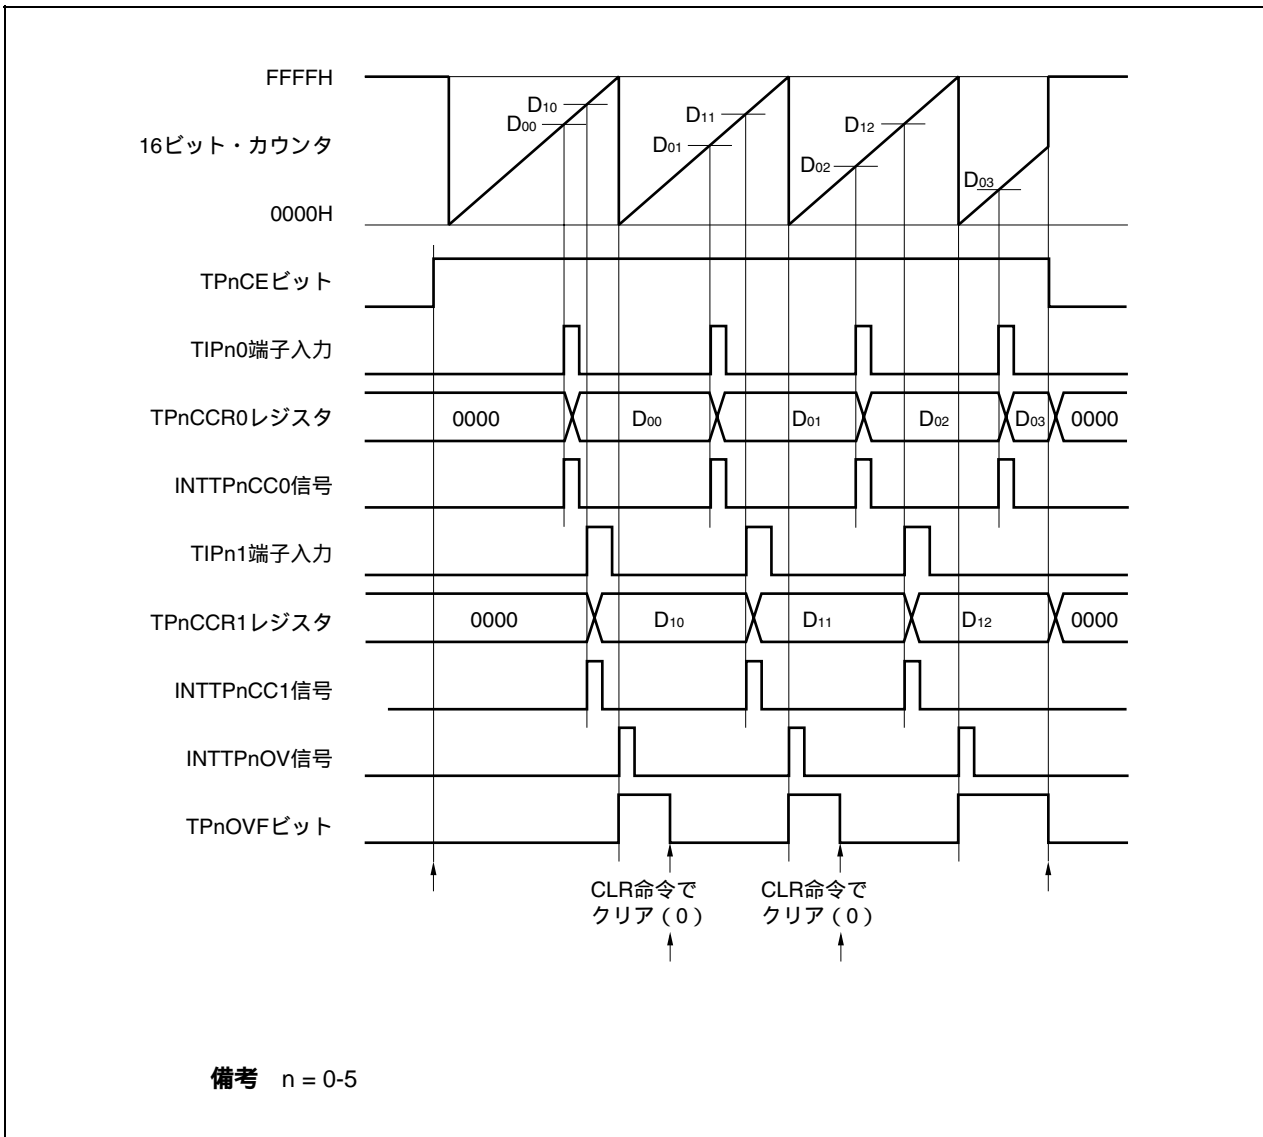 FFFFH
D10
D00
D11
D01
D12
D02
D03
16ビット・カウンタ
0000H
TPnCEビット
TIPn0端子入力
TPnCCR0レジスタ
0000
D00
D01
D02
D03
0000
INTTPnCC0信号
TIPn1端子入力
TPnCCR1レジスタ
0000
D10
D11
D12
0000
INTTPnCC1信号
INTTPnOV信号
TPnOVFビット
CLR命令で
クリア(0)
CLR命令で
クリア(0)
備考 n = 0-5